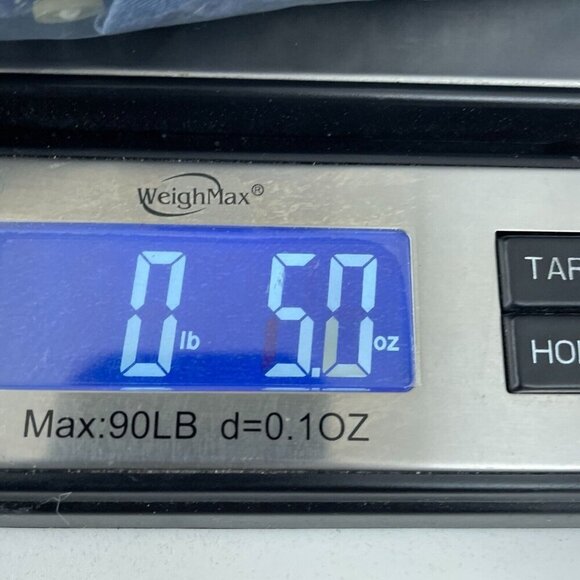 WeighMax®
0 lb 5.0 oz
TAR
HO
Max:90LB d=0.1OZ